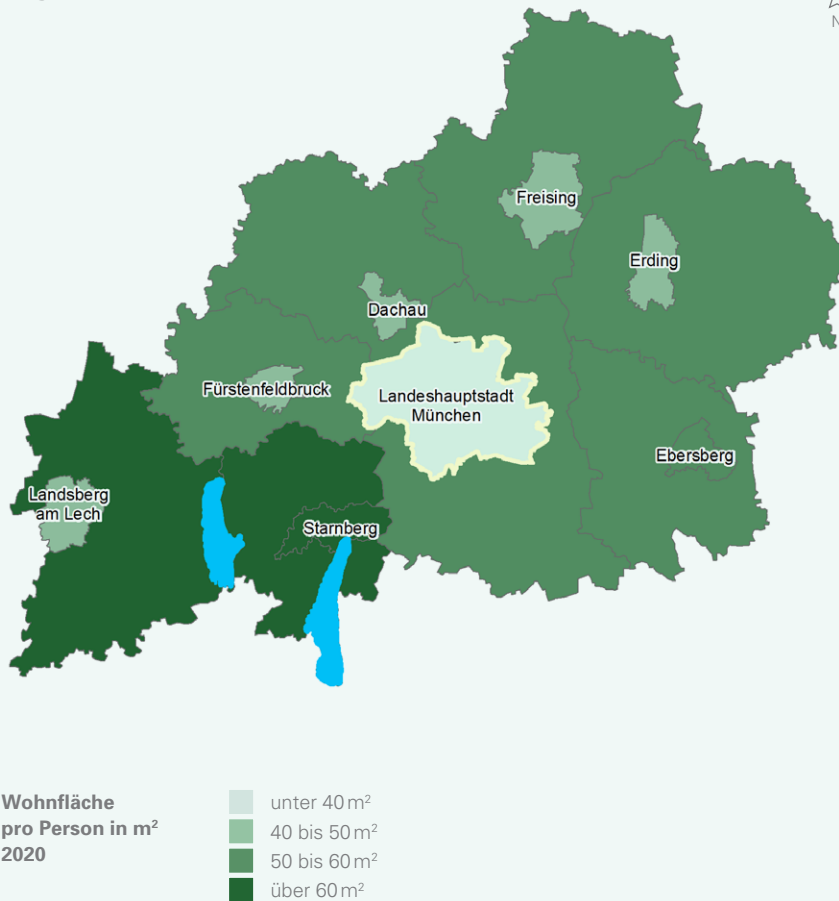 N
Freising
Erding
Dachau
Fürstenfeldbruck
Landeshauptstadt
München
Ebersberg
Landsberg
am Lech
Starnberg
Wohnfläche
pro Person in m²
2020
unter 40 m²
40 bis 50 m²
50 bis 60 m²
über 60 m²